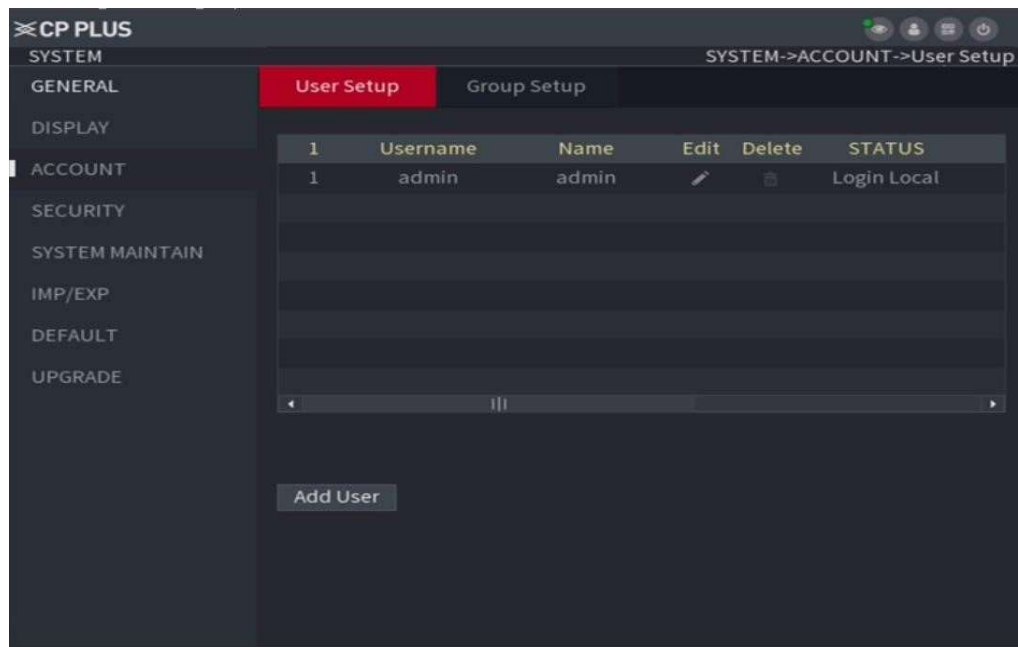 CP PLUS
SYSTEM SYSTEM->ACCOUNT->User Setup
GENERAL
DISPLAY
ACCOUNT
SECURITY
SYSTEM MAINTAIN
IMP/EXP
DEFAULT
UPGRADE
User Setup Group Setup
1 Username Name Edit Delete STATUS
1 admin admin Login Local
Add User